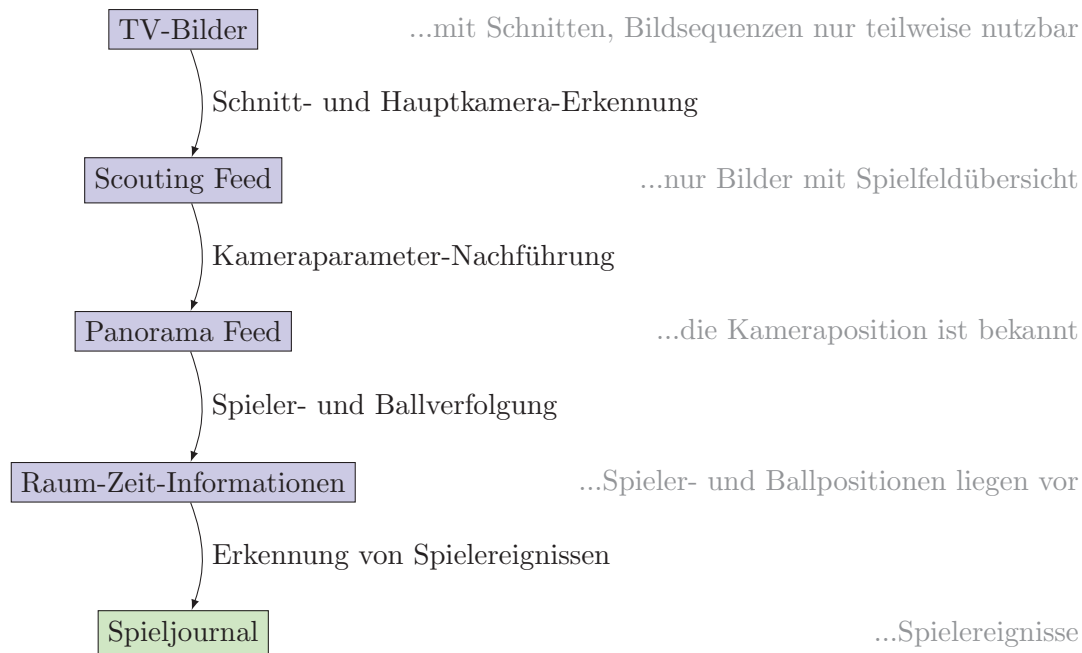 TV-Bilder ...mit Schnitten, Bildsequenzen nur teilweise nutzbar
Schnitt- und Hauptkamera-Erkennung
Scouting Feed ...nur Bilder mit Spielfeldübersicht
Kameraparameter-Nachführung
Panorama Feed ...die Kameraposition ist bekannt
Spieler- und Ballverfolgung
Raum-Zeit-Informationen ...Spieler- und Ballpositionen liegen vor
Erkennung von Spielereignissen
Spieljournal ...Spielereignisse